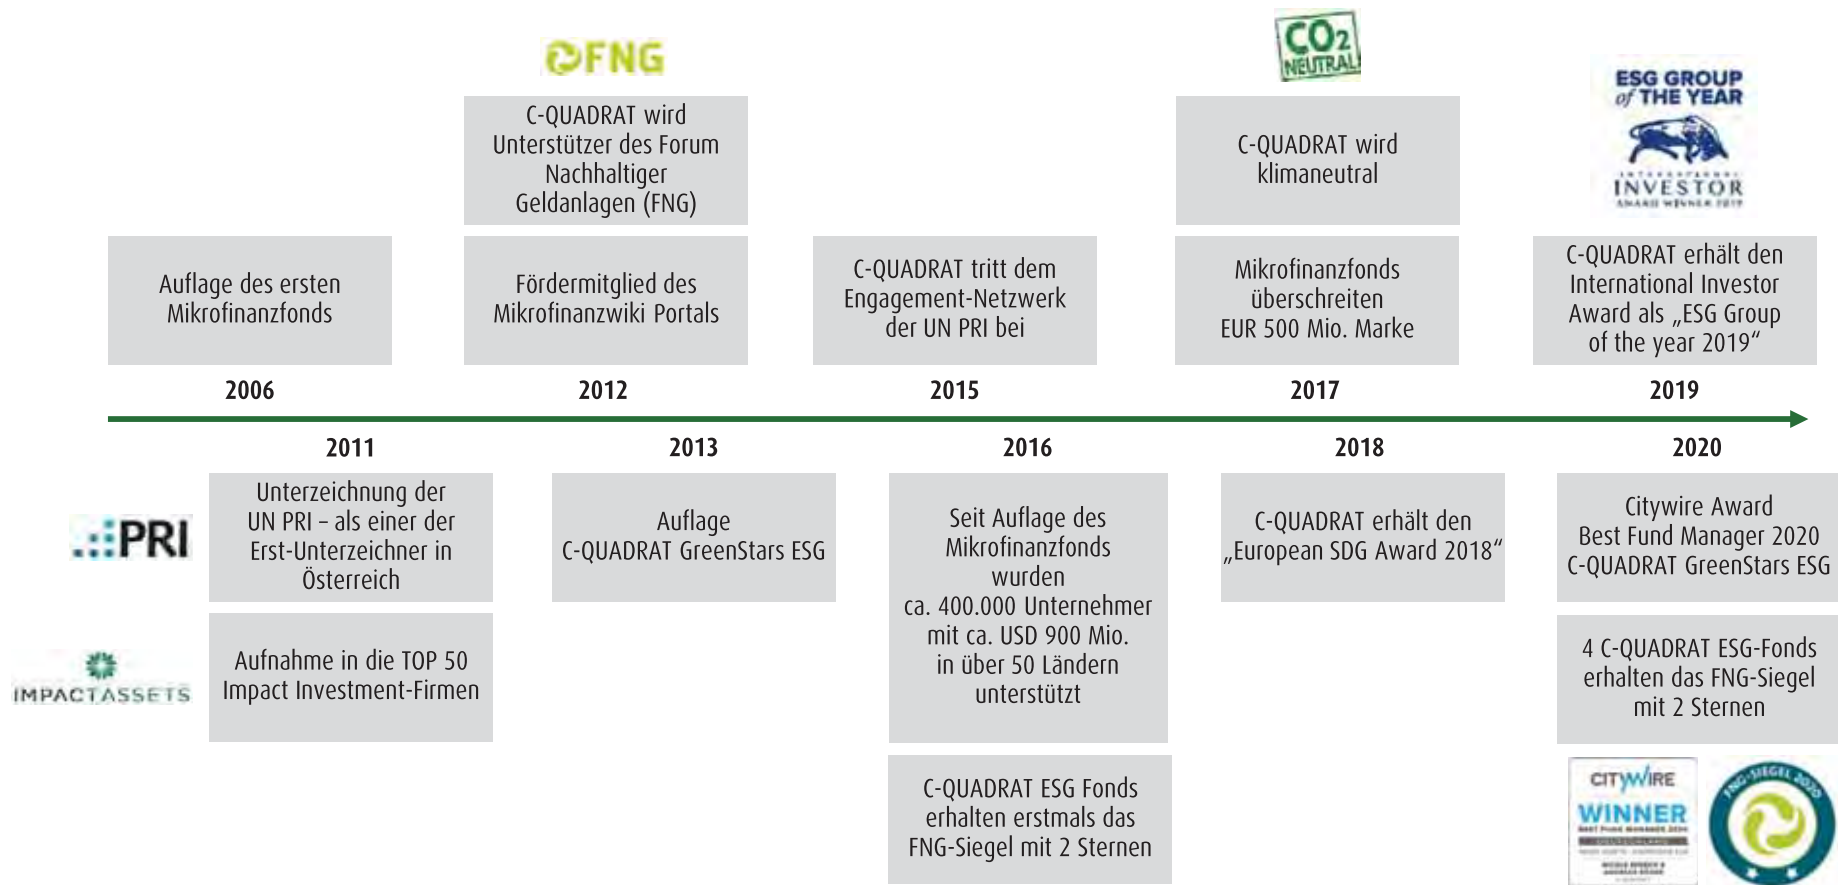 FNG
C-QUADRAT wird
Unterstützer des Forum
Nachhaltiger
Geldanlagen (FNG)
CO2
NEUTRAL
C-QUADRAT wird
klimaneutral
ESG GROUP
of THE YEAR
INTERNATIONAL
INVESTOR
AWARD WINNER 2019
Auflage des ersten
Mikrofinanzfonds
Fördermitglied des
Mikrofinanzwiki Portals
C-QUADRAT tritt dem
Engagement-Netzwerk
der UN PRI bei
Mikrofinanzfonds
überschreiten
EUR 500 Mio. Marke
C-QUADRAT erhält den
International Investor
Award als „ESG Group
of the year 2019“
2006
2012
2015
2017
2019
2011
2013
2016
2018
2020
PRI
Unterzeichnung der
UN PRI – als einer der
Erst-Unterzeichner in
Österreich
IMPACTASSETS
Aufnahme in die TOP 50
Impact Investment-Firmen
Auflage
C-QUADRAT GreenStars ESG
Seit Auflage des
Mikrofinanzfonds
wurden
ca. 400.000 Unternehmer
mit ca. USD 900 Mio.
in über 50 Ländern
unterstützt
C-QUADRAT ESG Fonds
erhalten erstmals das
FNG-Siegel mit 2 Sternen
C-QUADRAT erhält den
„European SDG Award 2018“
Citywire Award
Best Fund Manager 2020
C-QUADRAT GreenStars ESG
4 C-QUADRAT ESG-Fonds
erhalten das FNG-Siegel
mit 2 Sternen
CITYWIRE
WINNER
BEST FUND MANAGER 2020
FNG-SIEGEL 2020